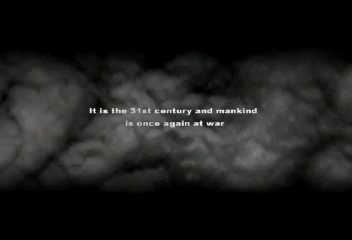 It is the 31st century and mankind
is once again at war